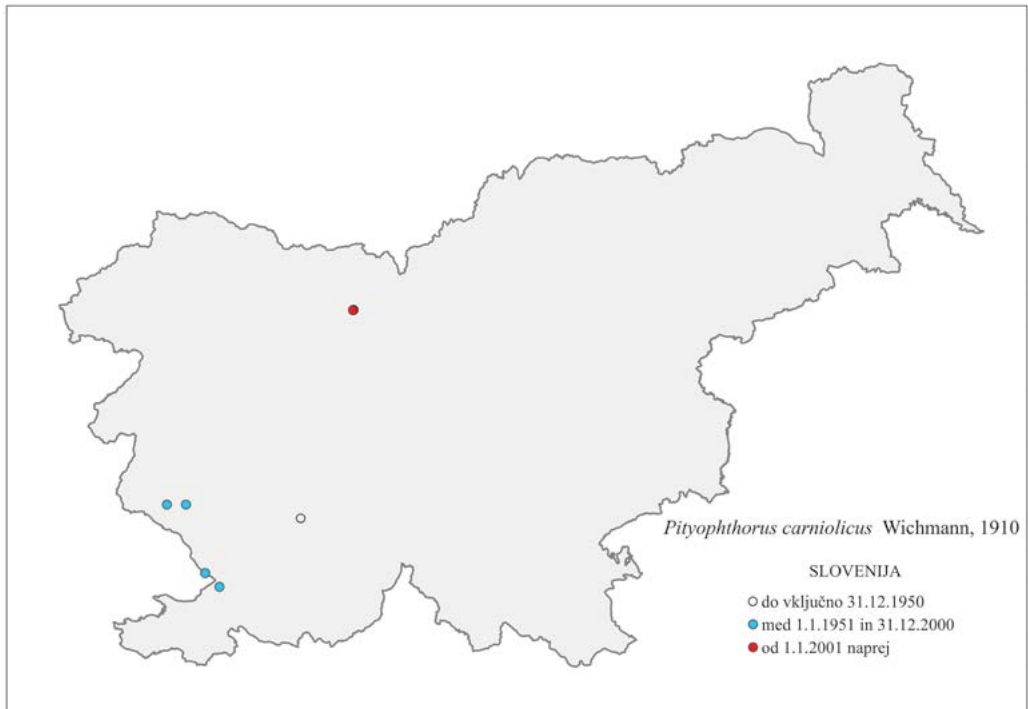 Pityophthorus carniolicus Wichmann, 1910
SLOVENIJA
do vključno 31.12.1950
med 1.1.1951 in 31.12.2000
od 1.1.2001 naprej